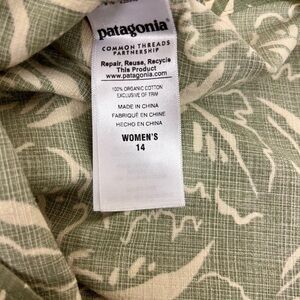 patagonia®
COMMON THREADS
PARTNERSHIP
Repair, Reuse, Recycle
This Product
www.patagonia.com
100% ORGANIC COTTON
EXCLUSIVE OF TRIM
MADE IN CHINA
FABRIQUÉ EN CHINE
HECHO EN CHINA
WOMEN'S
14